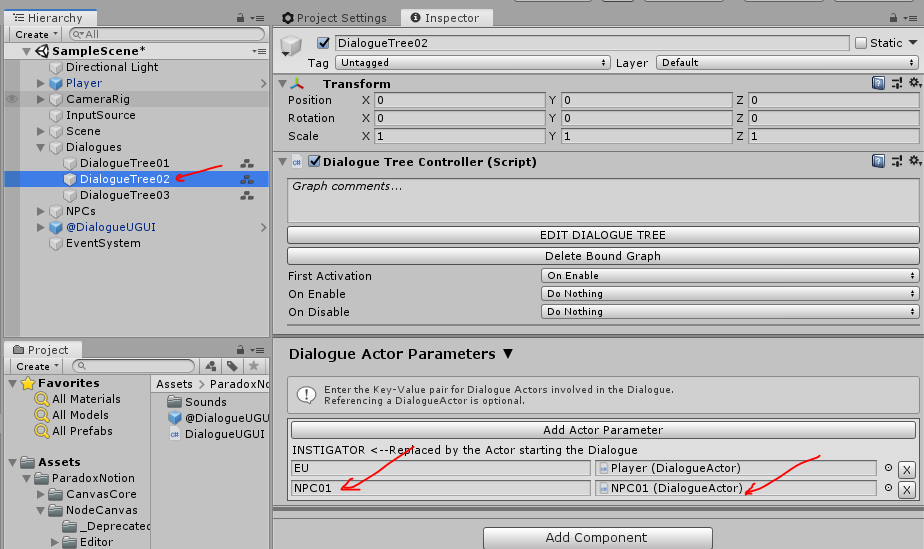 Hierarchy
Create
All
SampleScene*
Directional Light
Player
CameraRig
InputSource
Scene
Dialogues
DialogueTree01
DialogueTree02
DialogueTree03
NPCs
@DialogueUGUI
EventSystem
Project
Create
Favorites
All Materials
All Models
All Prefabs
Assets
ParadoxNotion
CanvasCore
NodeCanvas
_Deprecated
Editor
Assets > ParadoxNo
Sounds
@DialogueUGU
DialogueUGUI
Project Settings Inspector
DialogueTree02 Static
Tag Untagged Layer Default
Transform
Position X 0 Y 0 Z 0
Rotation X 0 Y 0 Z 0
Scale X 1 Y 1 Z 1
Dialogue Tree Controller (Script)
Graph comments...
EDIT DIALOGUE TREE
Delete Bound Graph
First Activation On Enable
On Enable Do Nothing
On Disable Do Nothing
Dialogue Actor Parameters ▼
Enter the Key-Value pair for Dialogue Actors involved in the Dialogue.
Referencing a DialogueActor is optional.
Add Actor Parameter
INSTIGATOR <--Replaced by the Actor starting the Dialogue
EU Player (DialogueActor) X
NPC01 NPC01 (DialogueActor) X
Add Component